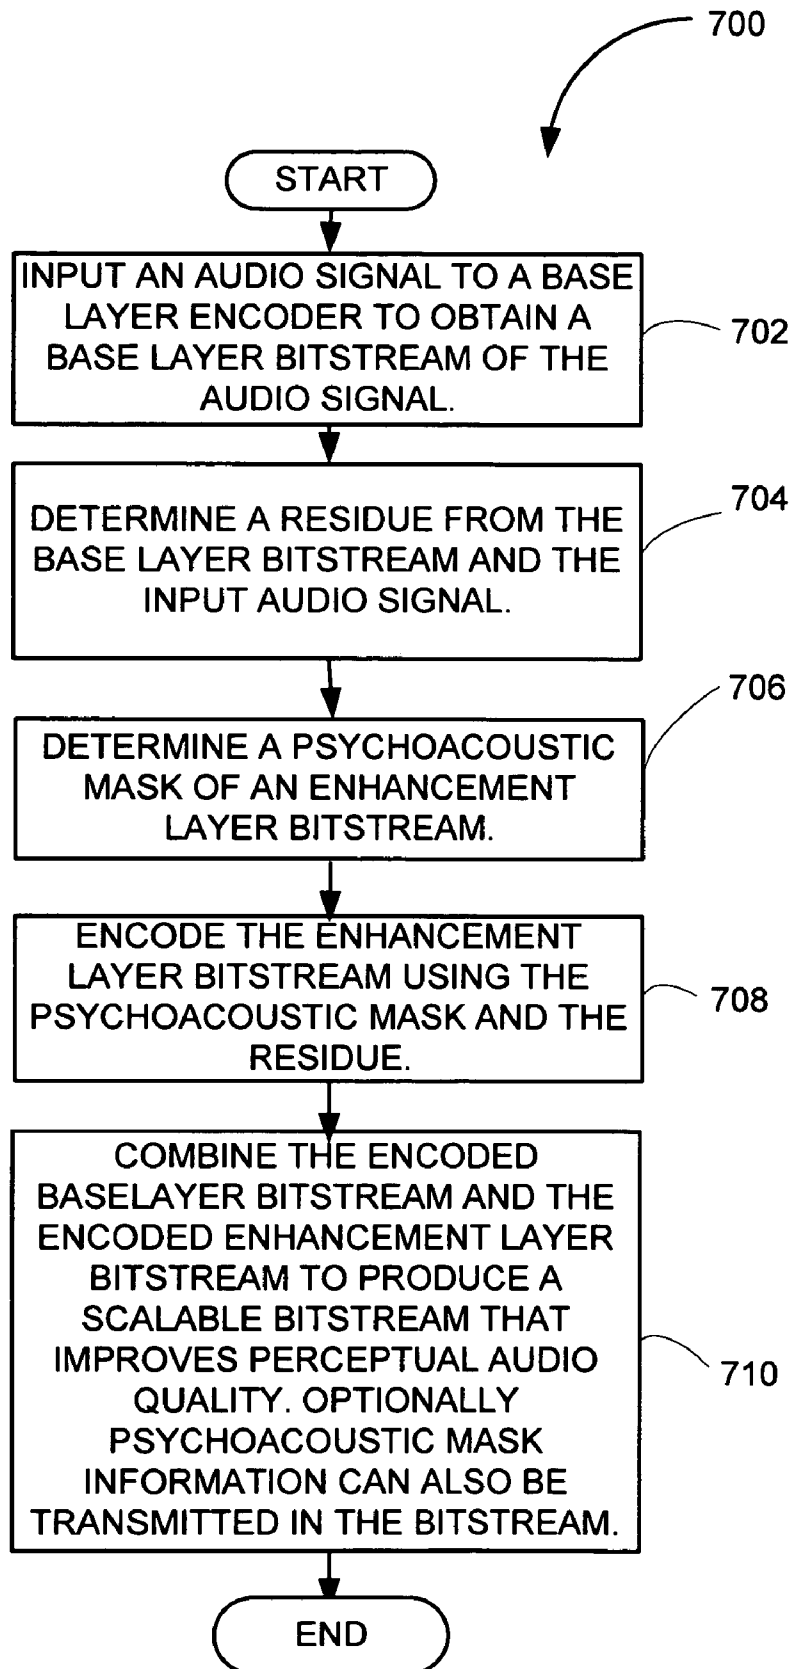 700
START
INPUT AN AUDIO SIGNAL TO A BASE
LAYER ENCODER TO OBTAIN A
BASE LAYER BITSTREAM OF THE
AUDIO SIGNAL.
702
DETERMINE A RESIDUE FROM THE
BASE LAYER BITSTREAM AND THE
INPUT AUDIO SIGNAL.
704
DETERMINE A PSYCHOACOUSTIC
MASK OF AN ENHANCEMENT
LAYER BITSTREAM.
706
ENCODE THE ENHANCEMENT
LAYER BITSTREAM USING THE
PSYCHOACOUSTIC MASK AND THE
RESIDUE.
708
COMBINE THE ENCODED
BASELAYER BITSTREAM AND THE
ENCODED ENHANCEMENT LAYER
BITSTREAM TO PRODUCE A
SCALABLE BITSTREAM THAT
IMPROVES PERCEPTUAL AUDIO
QUALITY. OPTIONALLY
PSYCHOACOUSTIC MASK
INFORMATION CAN ALSO BE
TRANSMITTED IN THE BITSTREAM.
710
END